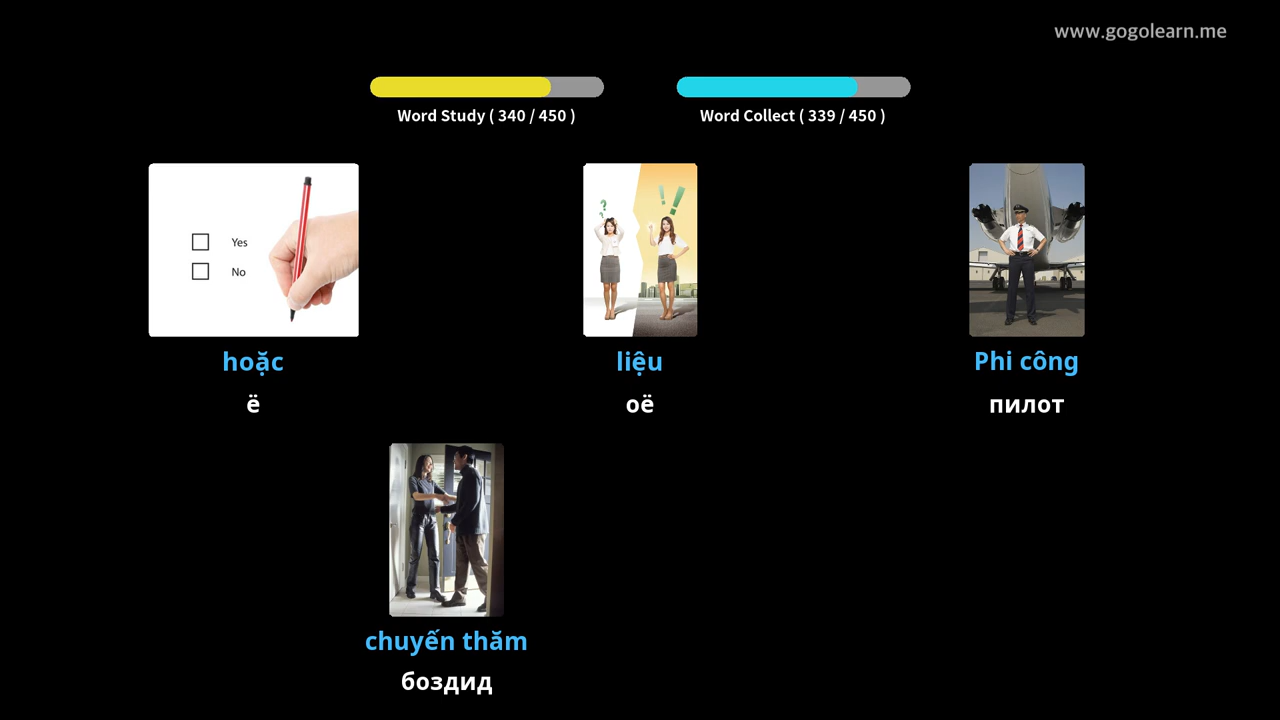 www.gogolearn.me
Word Study ( 340 / 450 )
Word Collect ( 339 / 450 )
Yes
No
hoặc
liệu
Phi công
ё
оё
пилот
chuyến thăm
боздид